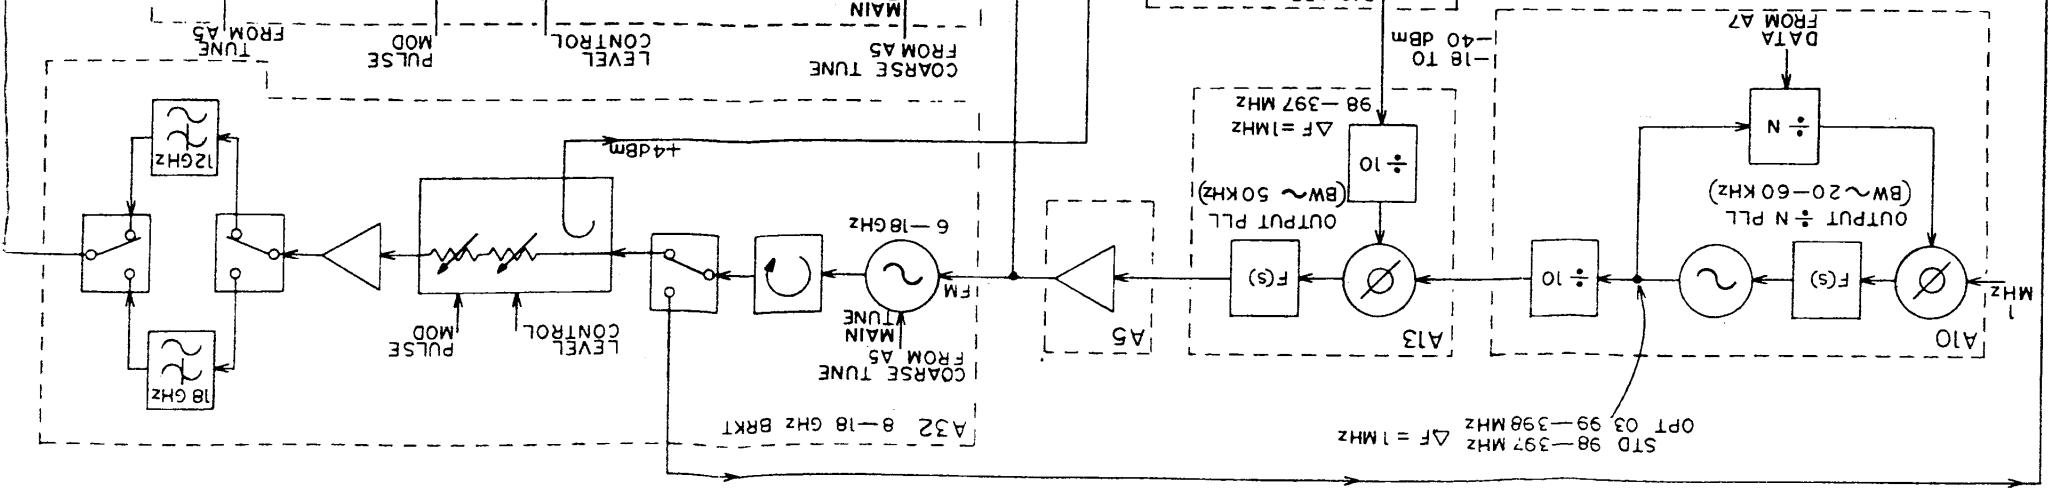 STD 98—397 MHz ΔF = 1 MHz
OPT 03 99—398 MHz
A32 8—18 GHz BRKT
A10
1 MHz
Ø
F(s)
∼
÷10
OUTPUT ÷ N PLL
(BW∼20—60 KHz)
÷ N
DATA
FROM A7
A13
Ø
F(s)
OUTPUT PLL
(BW∼ 50 KHz)
÷10
ΔF = 1MHz
98—397 MHz
-18 TO
-40 dBm
A5
COARSE TUNE
FROM A5
MAIN
TUNE
FM
6—18GHz
LEVEL
CONTROL
PULSE
MOD
+4dBm
18 GHz
12GHz
COARSE TUNE
FROM A5
MAIN
LEVEL
CONTROL
PULSE
MOD
TUNE
FROM A5